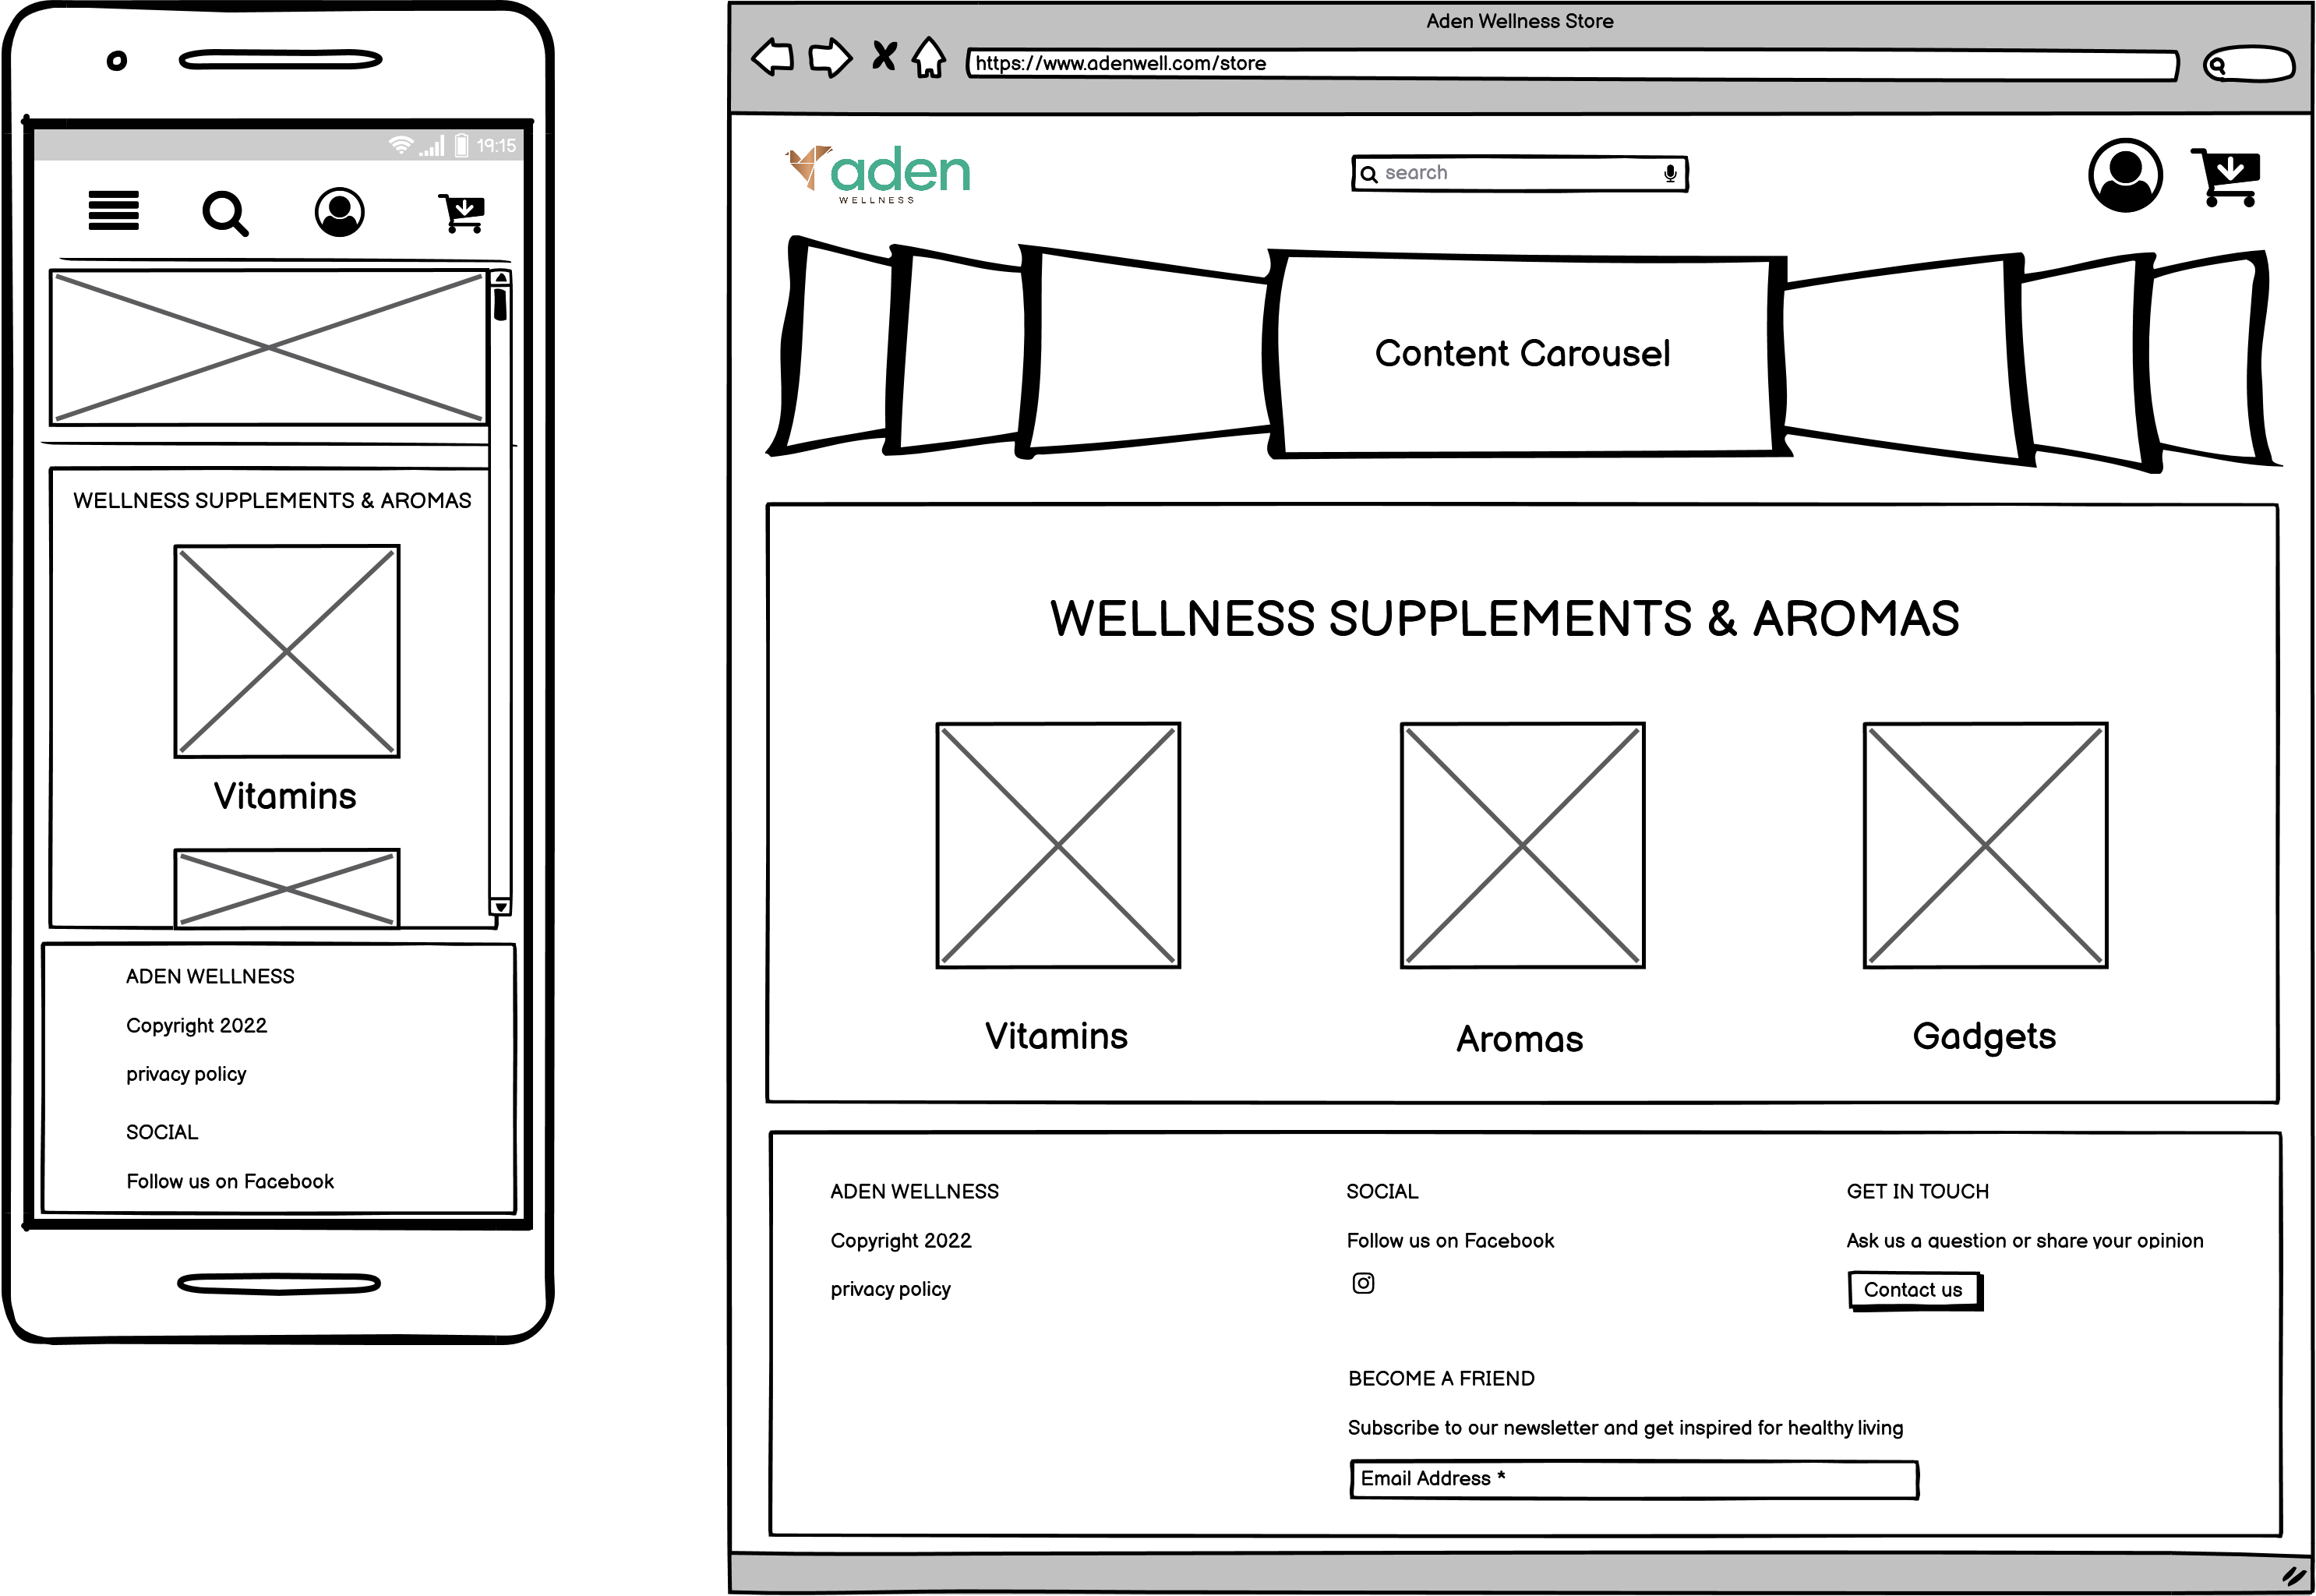 19:15
WELLNESS SUPPLEMENTS & AROMAS
Vitamins
ADEN WELLNESS
Copyright 2022
privacy policy
SOCIAL
Follow us on Facebook
Aden Wellness Store
https://www.adenwell.com/store
aden
WELLNESS
search
Content Carousel
WELLNESS SUPPLEMENTS & AROMAS
Vitamins
Aromas
Gadgets
ADEN WELLNESS
Copyright 2022
privacy policy
SOCIAL
Follow us on Facebook
GET IN TOUCH
Ask us a question or share your opinion
Contact us
BECOME A FRIEND
Subscribe to our newsletter and get inspired for healthy living
Email Address *